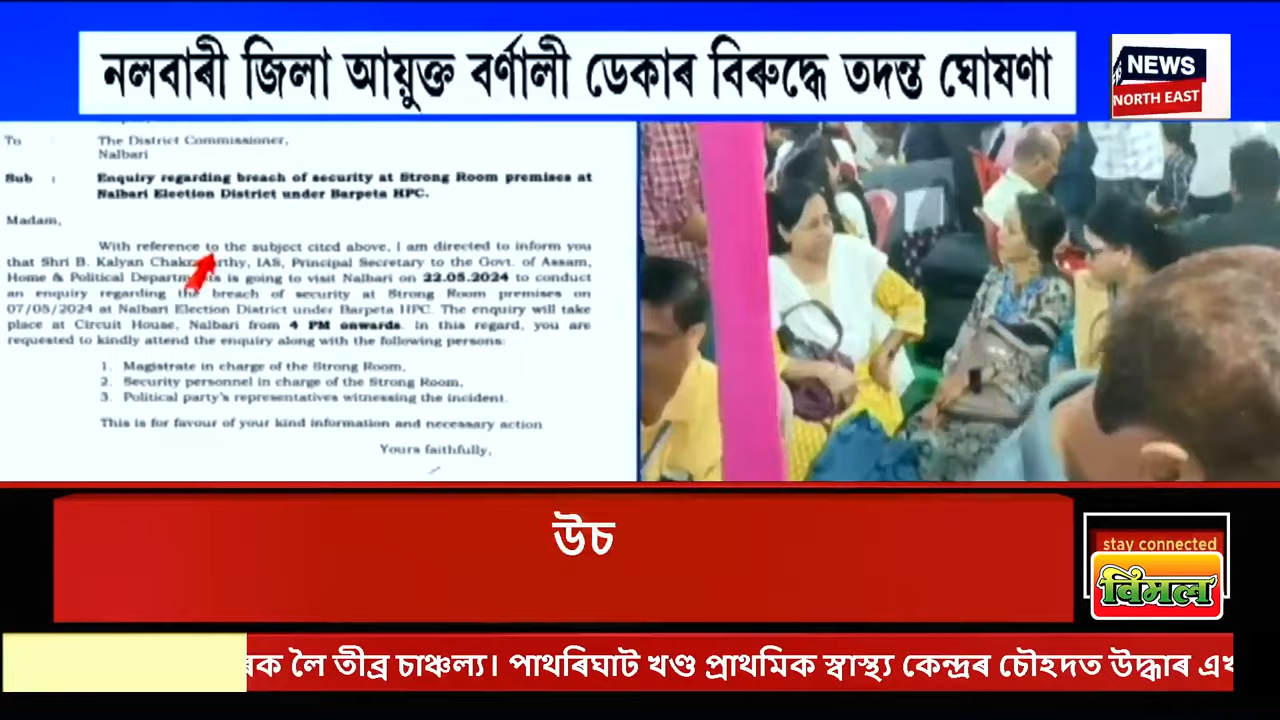 নলবাৰী জিলা আয়ুক্ত বৰ্ণালী ডেকাৰ বিৰুদ্ধে তদন্ত ঘোষণা
NEWS
NORTH EAST
To The District Commissioner,
Nalbari
Sub : Enquiry regarding breach of security at Strong Room premises at
Nalbari Election District under Barpeta HPC.
Madam,
With reference to the subject cited above, I am directed to inform you
that Shri B. Kalyan Chakravarthy, IAS, Principal Secretary to the Govt. of Assam,
Home & Political Departments is going to visit Nalbari on 22.05.2024 to conduct
an enquiry regarding the breach of security at Strong Room premises on
07/05/2024 at Nalbari Election District under Barpeta HPC. The enquiry will take
place at Circuit House, Nalbari from 4 PM onwards. In this regard, you are
requested to kindly attend the enquiry along with the following persons:
1. Magistrate in charge of the Strong Room,
2. Security personnel in charge of the Strong Room,
3. Political party's representatives witnessing the incident.
This is for favour of your kind information and necessary action
Yours faithfully,
উচ
stay connected
विमल
ৰক লৈ তীব্ৰ চাঞ্চল্য। পাথৰিঘাট খণ্ড প্ৰাথমিক স্বাস্থ্য কেন্দ্ৰৰ চৌহদত উদ্ধাৰ